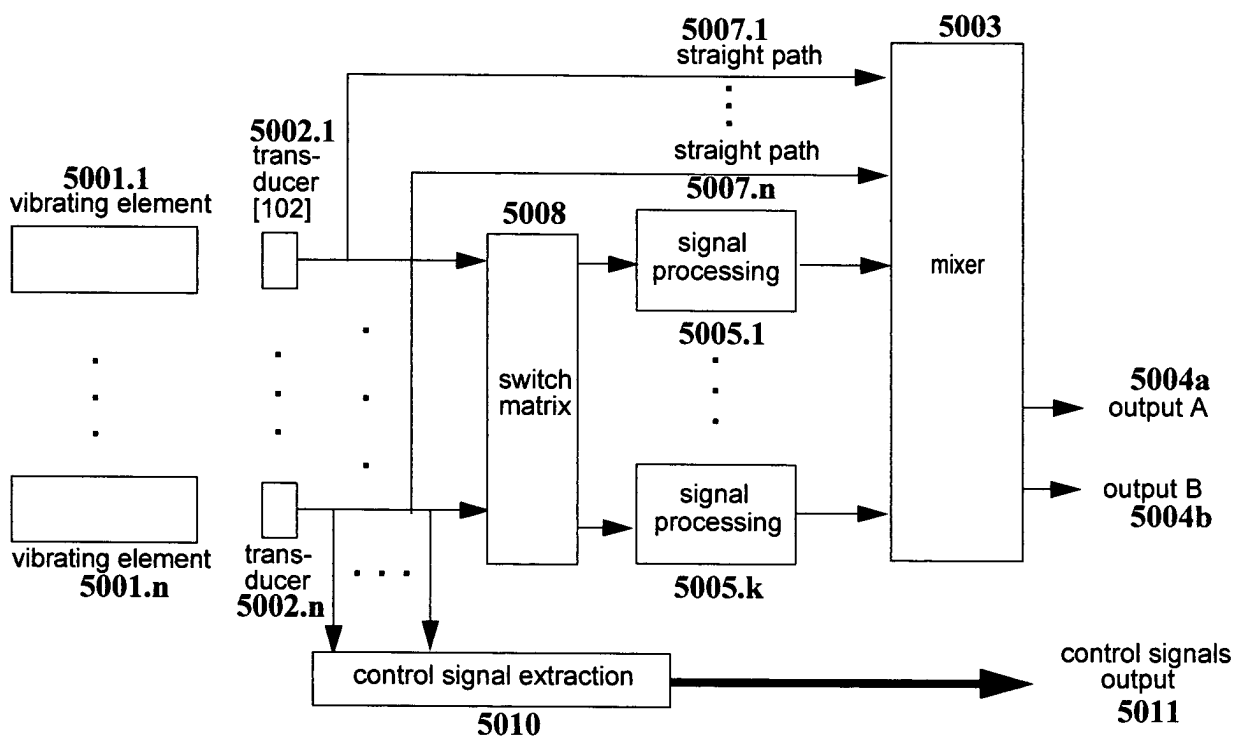 5007.1
straight path
5003
5002.1
trans-
ducer
[102]
straight path
5007.n
5001.1
vibrating element
5008
signal
processing
5005.1
mixer
switch
matrix
5004a
output A
signal
processing
5005.k
output B
5004b
vibrating element
5001.n
trans-
ducer
5002.n
control signal extraction
5010
control signals
output
5011